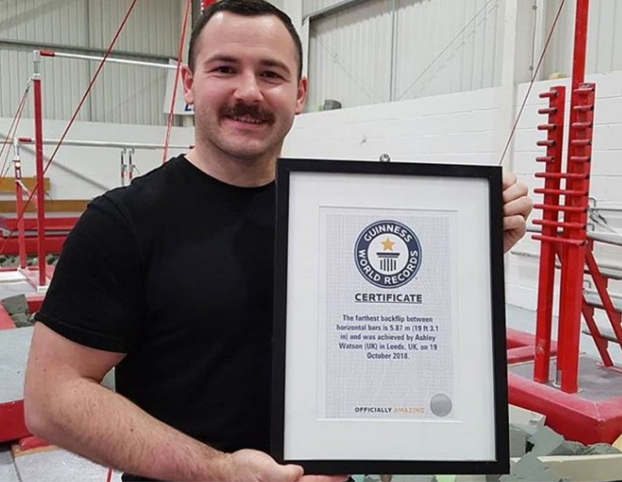 GUINNESS
WORLD RECORDS
CERTIFICATE
The farthest backflip between
horizontal bars is 5.87 m (19 ft 3.1
in) and was achieved by Ashley
Watson (UK) in Leeds, UK, on 19
October 2018.
OFFICIALLY AMAZING